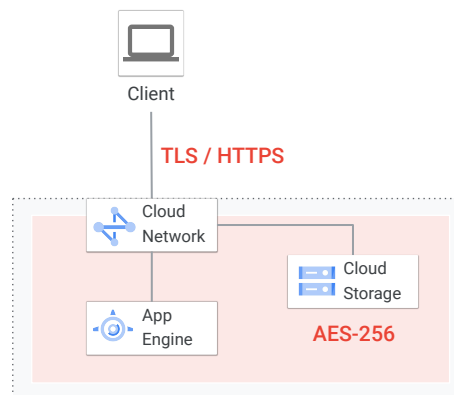 Client
TLS / HTTPS
Cloud
Network
Cloud
Storage
App
Engine
AES-256